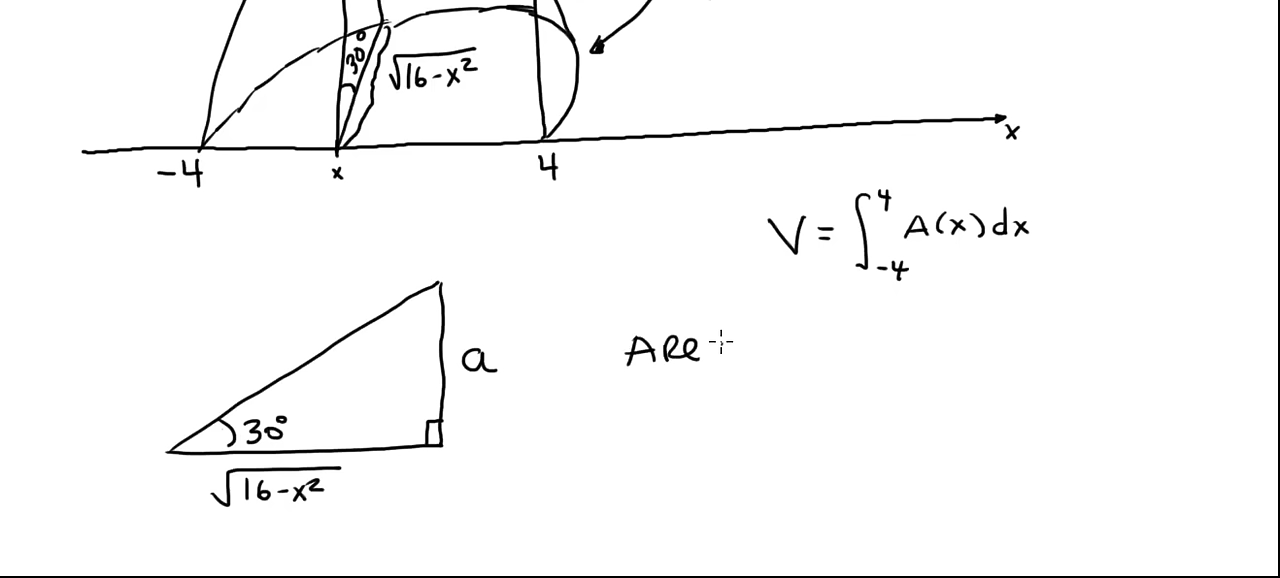 30°
√16-x²
x
-4
x
4
V = ∫₋₄⁴ A(x)dx
a
ARe
30°
√16-x²